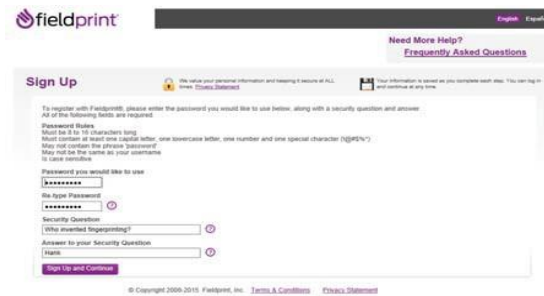 fieldprint
English Españ
Need More Help?
Frequently Asked Questions
Sign Up
We value your personal information and keeping it secure at ALL
times. Privacy Statement
Your information is saved as you complete each step. You can log in
and continue at any time.
To register with Fieldprint®, please enter the password you would like to use below, along with a security question and answer
All of the following fields are required
Password Rules
Must be 8 to 16 characters long
Must contain at least one capital letter, one lowercase letter, one number and one special character
May not contain the phrase 'password'
May not be the same as your username
Is case sensitive
Password you would like to use
Re-type Password
Security Question
Who invented fingerprinting?
Answer to your Security Question
Sign Up and Continue
© Copyright 2008-2015 Fieldprint, Inc. Terms & Conditions Privacy Statement